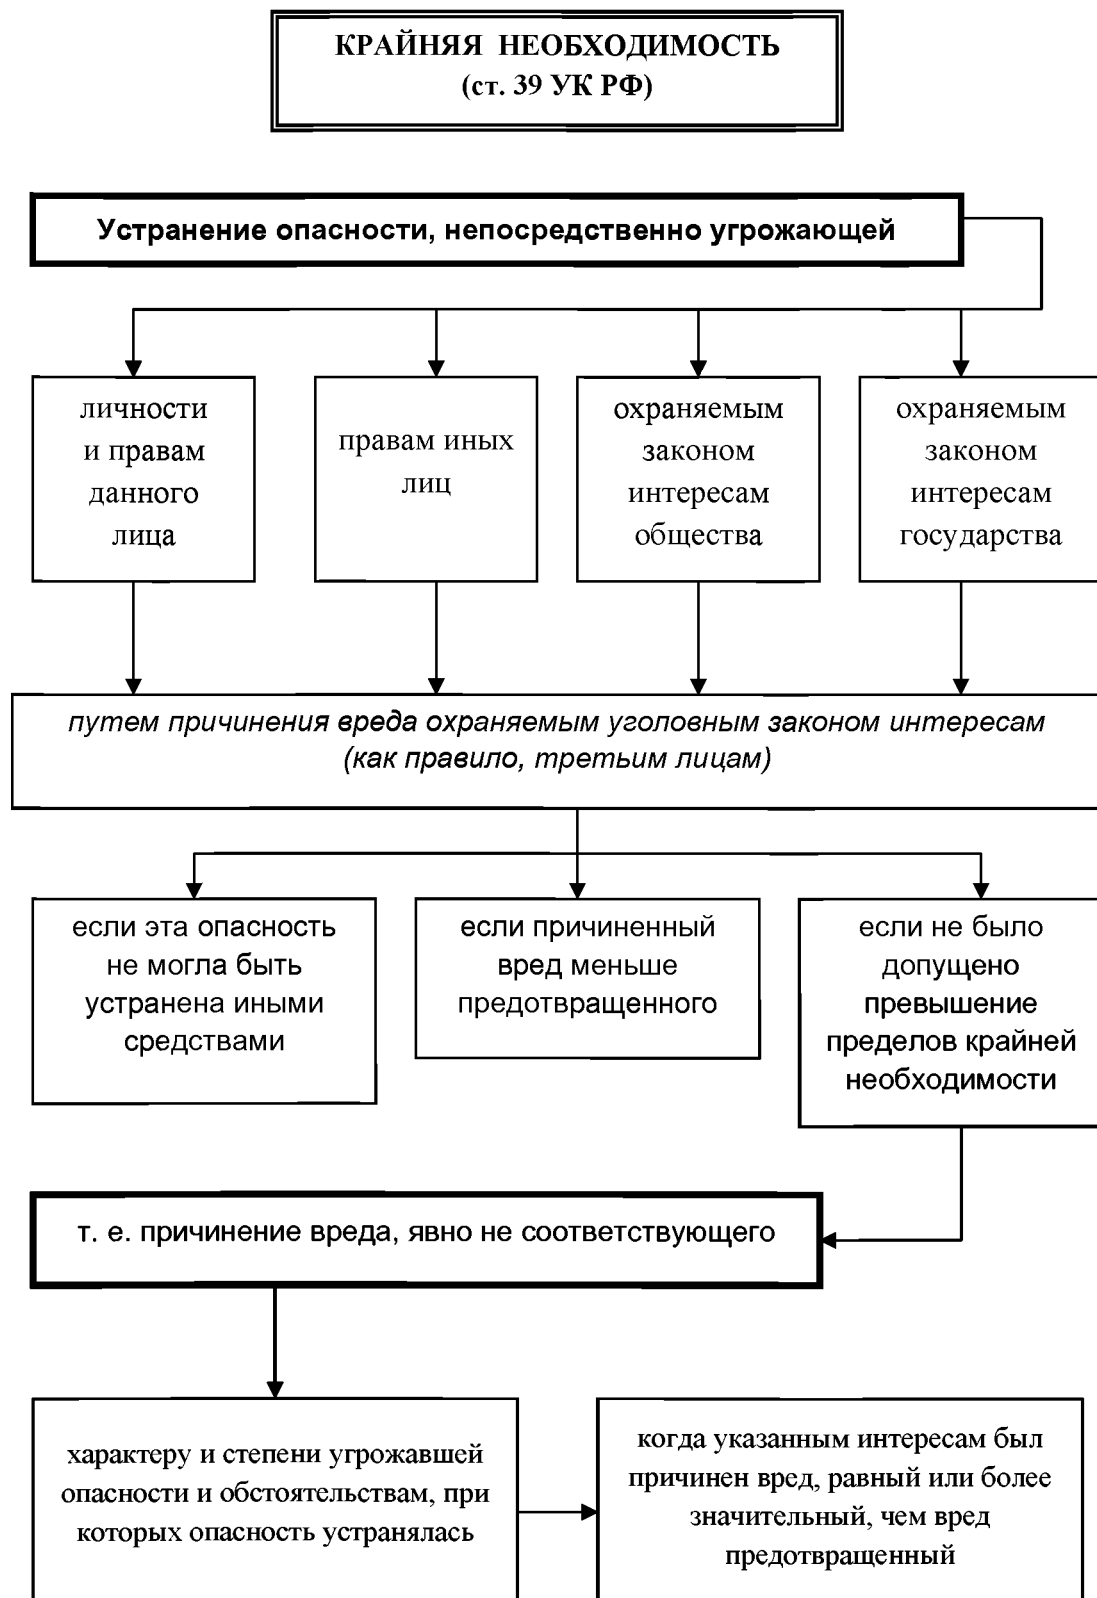 КРАЙНЯЯ НЕОБХОДИМОСТЬ
(ст. 39 УК РФ)
Устранение опасности, непосредственно угрожающей
личности
и правам
данного
лица
правам иных
лиц
охраняемым
законом
интересам
общества
охраняемым
законом
интересам
государства
путем причинения вреда охраняемым уголовным законом интересам
(как правило, третьим лицам)
если эта опасность
не могла быть
устранена иными
средствами
если причиненный
вред меньше
предотвращенного
если не было
допущено
превышение
пределов крайней
необходимости
т. е. причинение вреда, явно не соответствующего
характеру и степени угрожавшей
опасности и обстоятельствам, при
которых опасность устранялась
когда указанным интересам был
причинен вред, равный или более
значительный, чем вред
предотвращенный